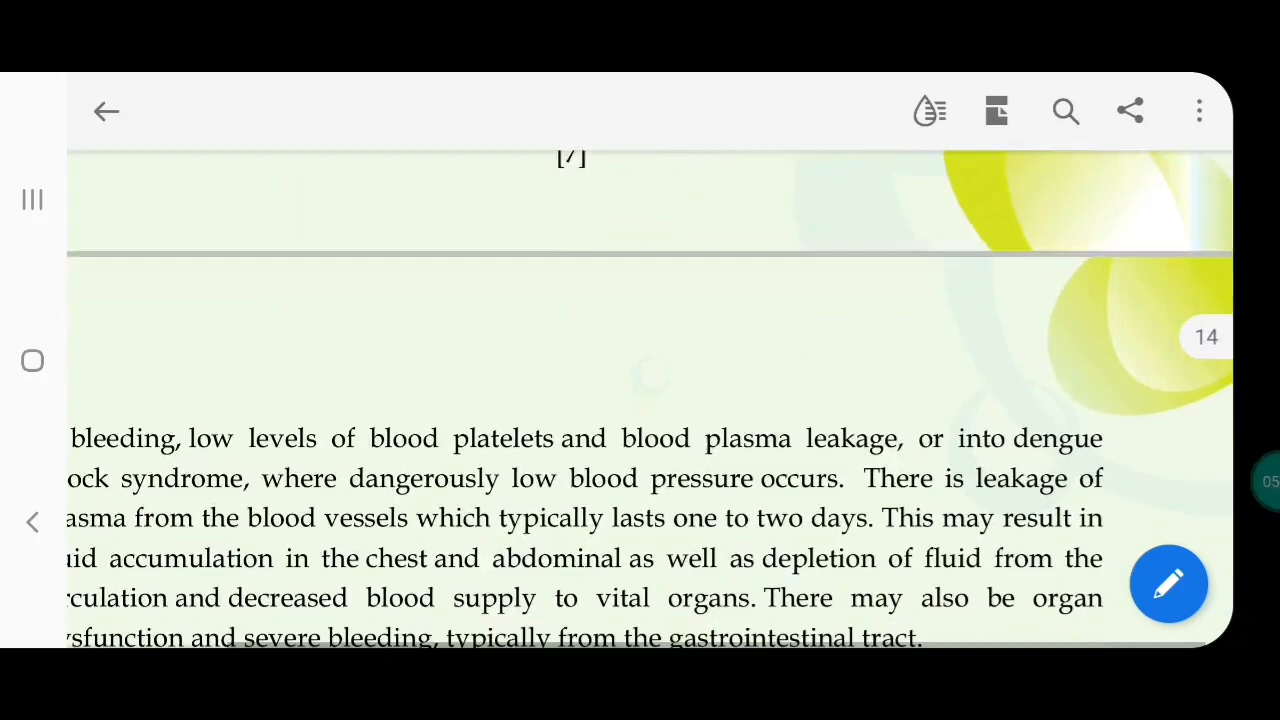 [7]
14
bleeding, low levels of blood platelets and blood plasma leakage, or into dengue
ock syndrome, where dangerously low blood pressure occurs. There is leakage of
asma from the blood vessels which typically lasts one to two days. This may result in
uid accumulation in the chest and abdominal as well as depletion of fluid from the
rculation and decreased blood supply to vital organs. There may also be organ
ysfunction and severe bleeding, typically from the gastrointestinal tract.
05